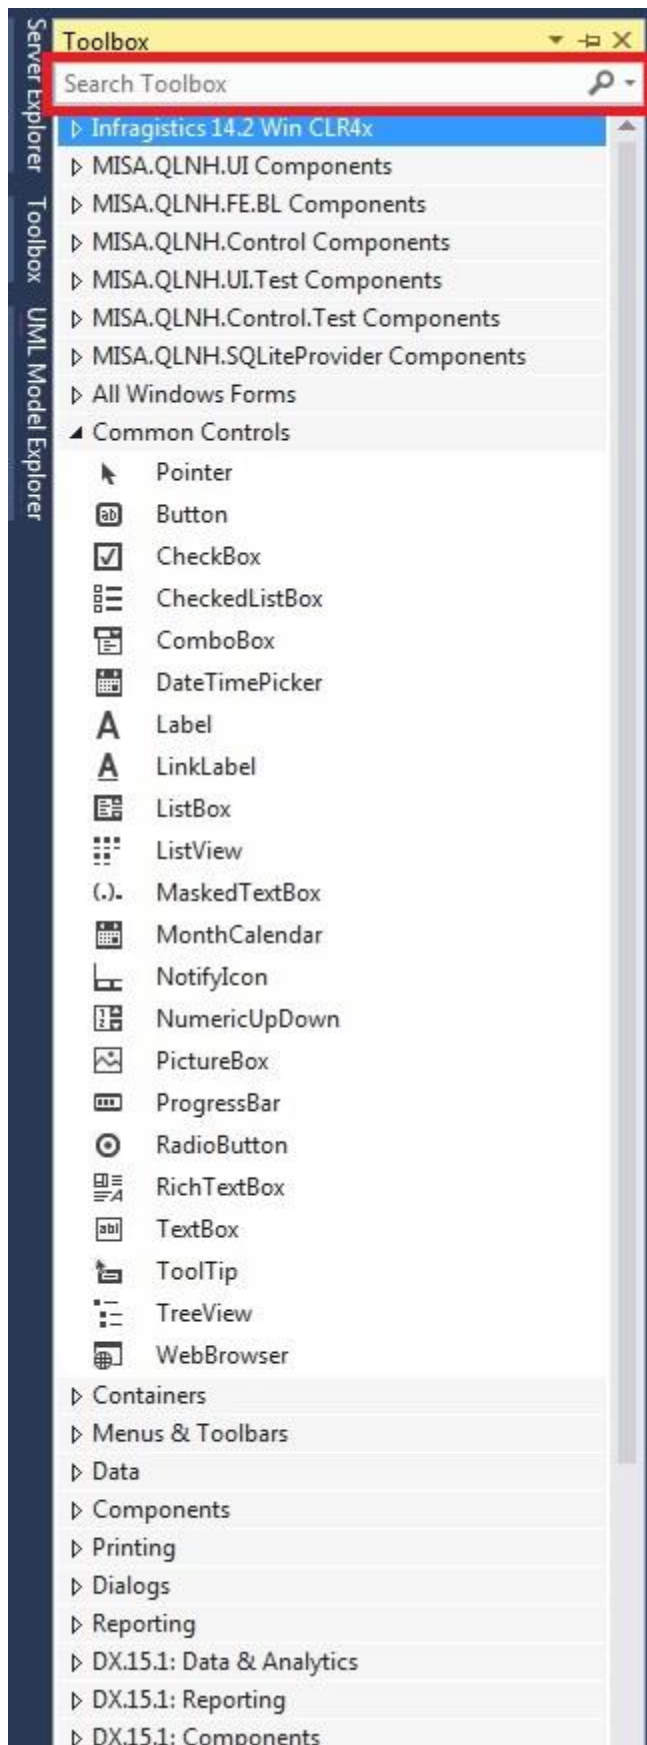 Server Explorer
Toolbox
UML Model Explorer
Toolbox
Search Toolbox
Infragistics 14.2 Win CLR4x
MISA.QLNH.UI Components
MISA.QLNH.FE.BL Components
MISA.QLNH.Control Components
MISA.QLNH.UI.Test Components
MISA.QLNH.Control.Test Components
MISA.QLNH.SQLiteProvider Components
All Windows Forms
Common Controls
Pointer
Button
CheckBox
CheckedListBox
ComboBox
DateTimePicker
Label
LinkLabel
ListBox
ListView
MaskedTextBox
MonthCalendar
NotifyIcon
NumericUpDown
PictureBox
ProgressBar
RadioButton
RichTextBox
TextBox
ToolTip
TreeView
WebBrowser
Containers
Menus & Toolbars
Data
Components
Printing
Dialogs
Reporting
DX.15.1: Data & Analytics
DX.15.1: Reporting
DX.15.1: Components